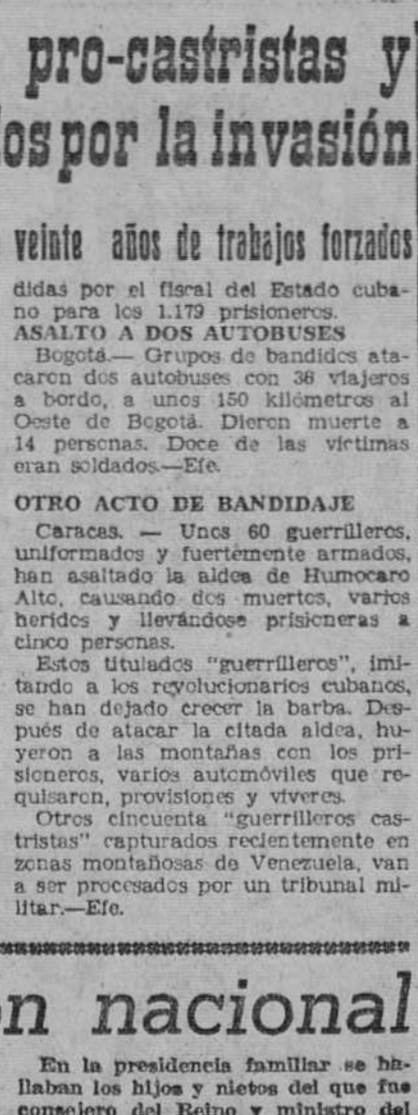 pro-castristas y
os por la invasión
veinte años de trabajos forzados
didas por el fiscal del Estado cuba-
no para los 1.179 prisioneros.
ASALTO A DOS AUTOBUSES
Bogotá.— Grupos de bandidos ata-
caron dos autobuses con 36 viajeros
a bordo, a unos 150 kilómetros al
Oeste de Bogotá. Dieron muerte a
14 personas. Doce de las víctimas
eran soldados.—Efe.
OTRO ACTO DE BANDIDAJE
Caracas. — Unos 60 guerrilleros,
uniformados y fuertemente armados,
han asaltado la aldea de Humocaro
Alto, causando dos muertos, varios
heridos y llevándose prisioneras a
cinco personas.
Estos titulados "guerrilleros", imi-
tando a los revolucionarios cubanos,
se han dejado crecer la barba. Des-
pués de atacar la citada aldea, hu-
yeron a las montañas con los pri-
sioneros, varios automóviles que re-
quisaron, provisiones y víveres.
Otros cincuenta "guerrilleros cas-
tristas" capturados recientemente en
zonas montañosas de Venezuela, van
a ser procesados por un tribunal mi-
litar.—Efe.
n nacional
En la presidencia familiar se ha-
llaban los hijos y nietos del que fue
consejero del Reino y ministro del